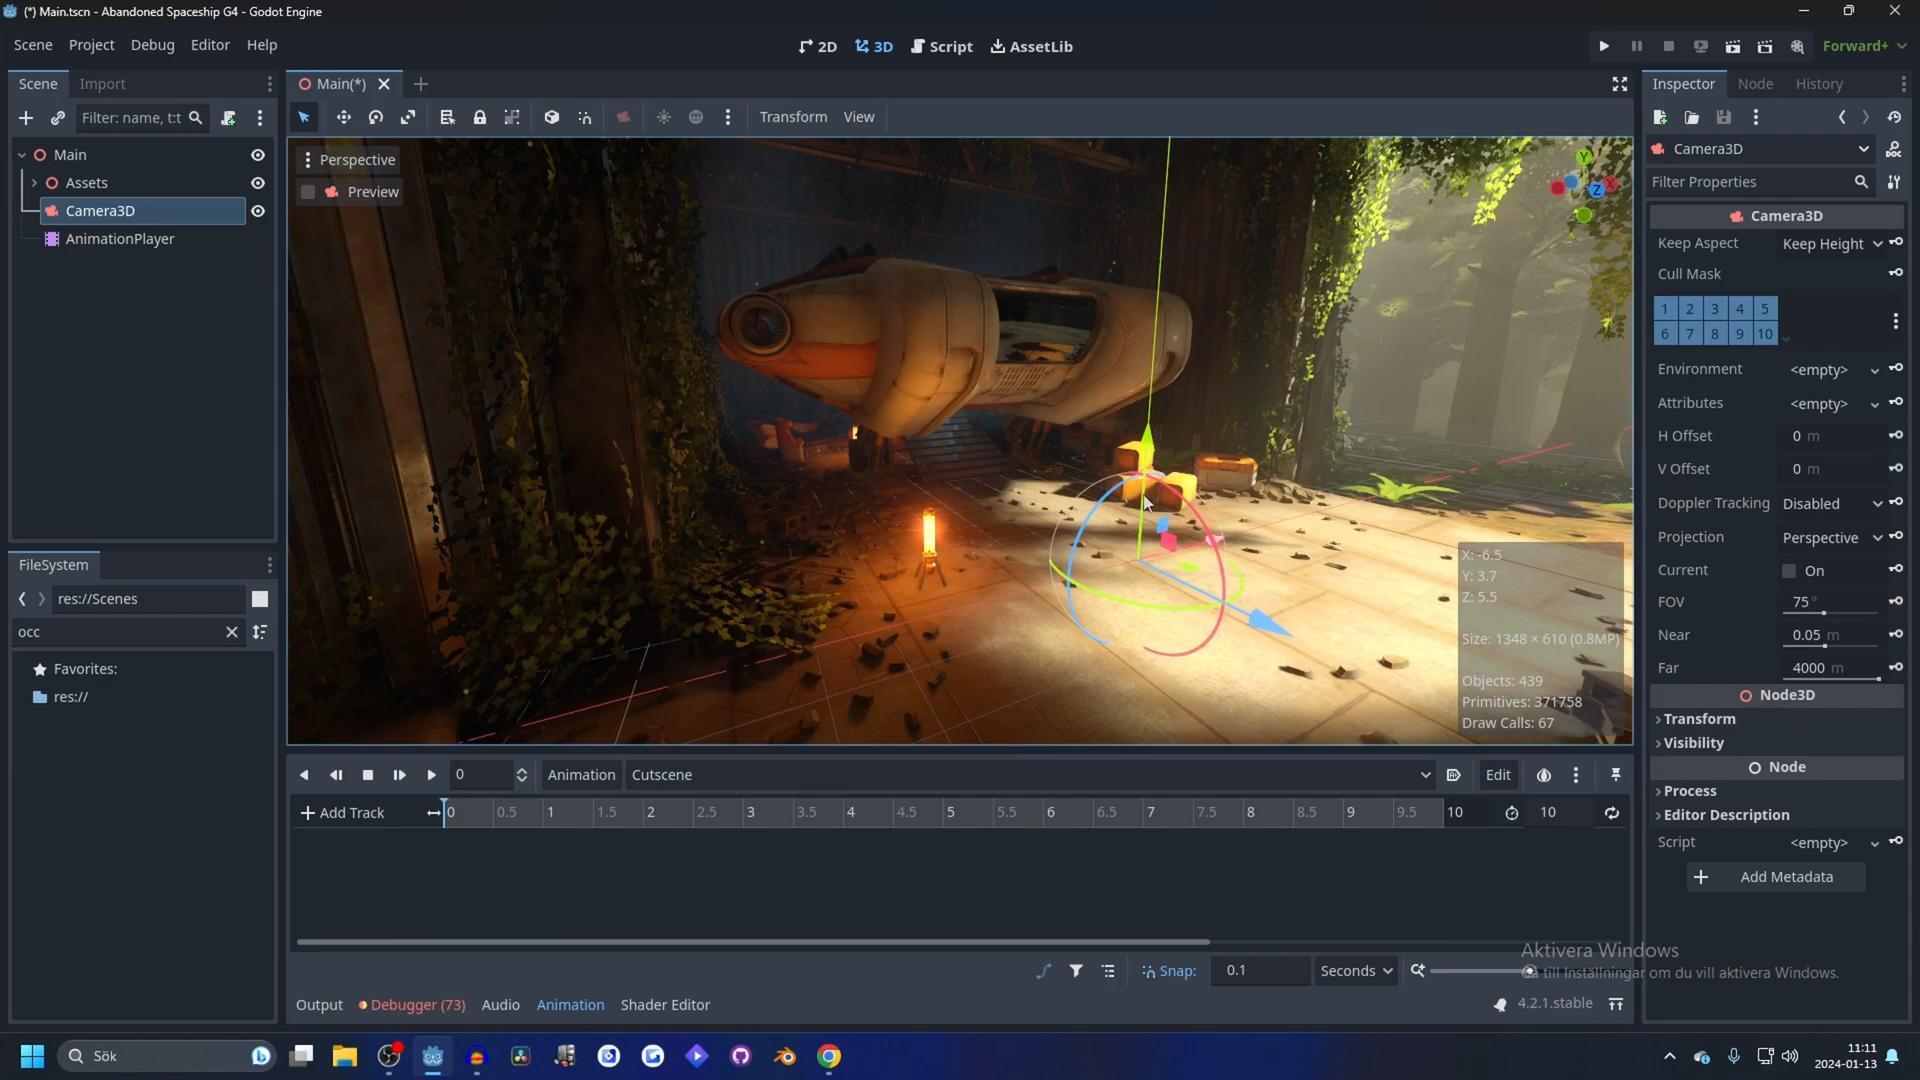 (*) Main.tscn - Abandoned Spaceship G4 - Godot Engine
Scene Project Debug Editor Help
2D 3D Script AssetLib
Forward+
Scene Import
Main(*)
Inspector Node History
Filter: name, t:t
Transform View
Main
Assets
Camera3D
AnimationPlayer
Perspective
Preview
Y
Z
X
X: -6.5
Y: 3.7
Z: 5.5
Size: 1348 × 610 (0.8MP)
Objects: 439
Primitives: 371758
Draw Calls: 67
Camera3D
Filter Properties
Camera3D
Keep Aspect Keep Height
Cull Mask
1 2 3 4 5
6 7 8 9 10
Environment <empty>
Attributes <empty>
H Offset 0 m
V Offset 0 m
Doppler Tracking Disabled
Projection Perspective
Current On
FOV 75 °
Near 0.05 m
Far 4000 m
Node3D
Transform
Visibility
Node
Process
Editor Description
Script <empty>
Add Metadata
FileSystem
res://Scenes
occ
Favorites:
res://
0 Animation Cutscene Edit
Add Track
0 0.5 1 1.5 2 2.5 3 3.5 4 4.5 5 5.5 6 6.5 7 7.5 8 8.5 9 9.5 10 10
Snap: 0.1 Seconds
Aktivera Windows
Gå till Inställningar om du vill aktivera Windows.
Output Debugger (73) Audio Animation Shader Editor
4.2.1.stable
Sök
11:11
2024-01-13